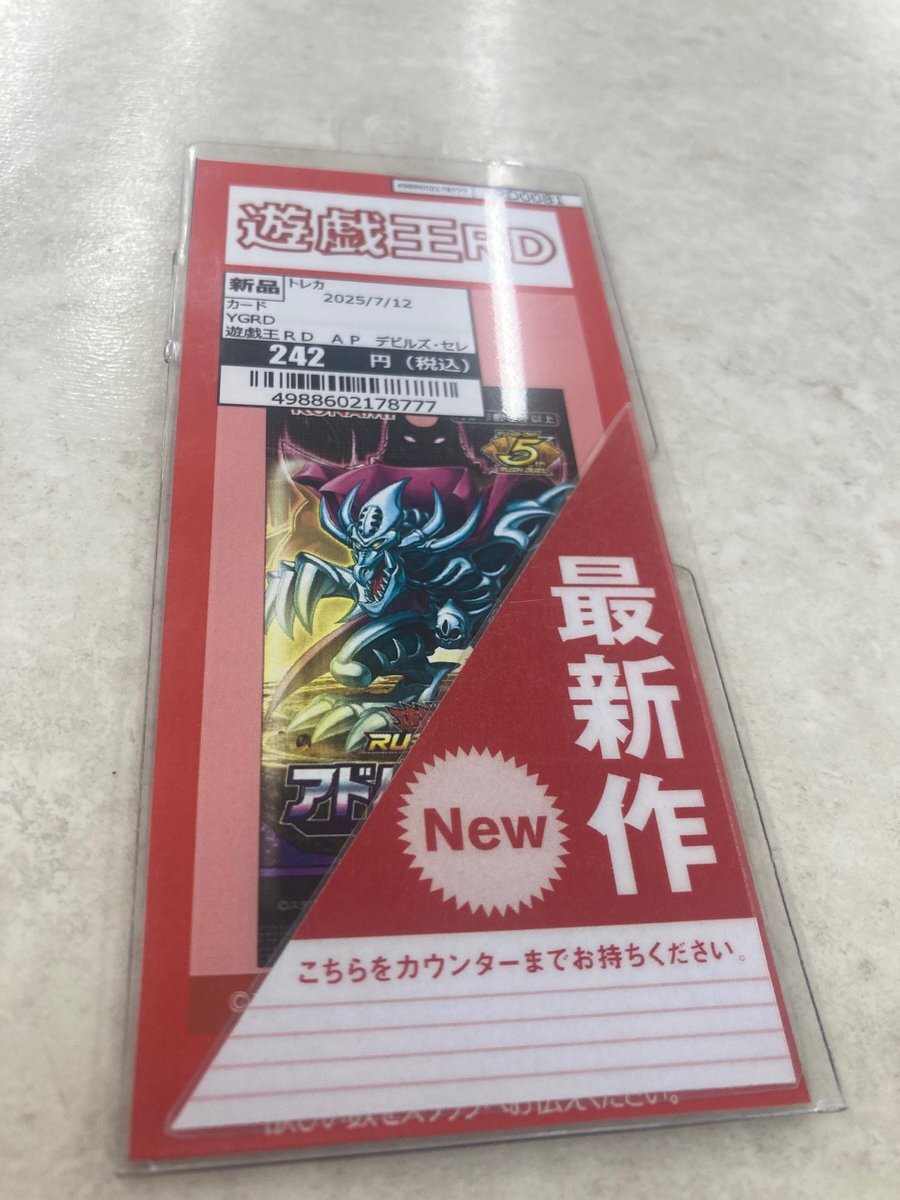 遊戯王RD
新品 トレカ
2025/7/12
カード
YGRD
遊戯王RD AP デビルズ・セレ
242 円 (税込)
4988602178777
KONAMI
5th
最新作
New
こちらをカウンターまでお持ちください。